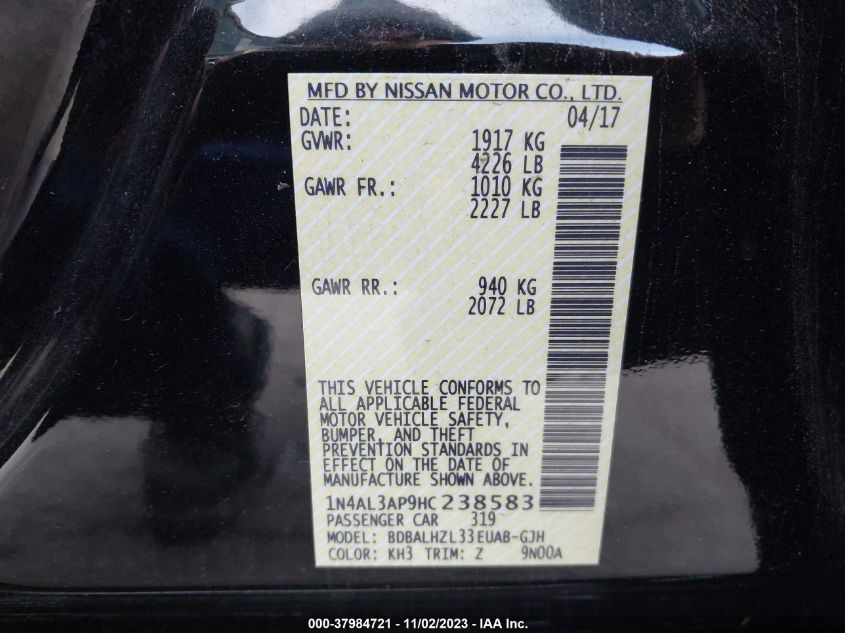 MFD BY NISSAN MOTOR CO., LTD.
DATE: 04/17
GVWR: 1917 KG
4226 LB
GAWR FR.: 1010 KG
2227 LB
GAWR RR.: 940 KG
2072 LB
THIS VEHICLE CONFORMS TO
ALL APPLICABLE FEDERAL
MOTOR VEHICLE SAFETY,
BUMPER, AND THEFT
PREVENTION STANDARDS IN
EFFECT ON THE DATE OF
MANUFACTURE SHOWN ABOVE.
1N4AL3AP9HC238583
PASSENGER CAR 319
MODEL: BDBALHZL33EUAB-GJH
COLOR: KH3 TRIM: Z 9N00A
000-37984721 - 11/02/2023 - IAA Inc.